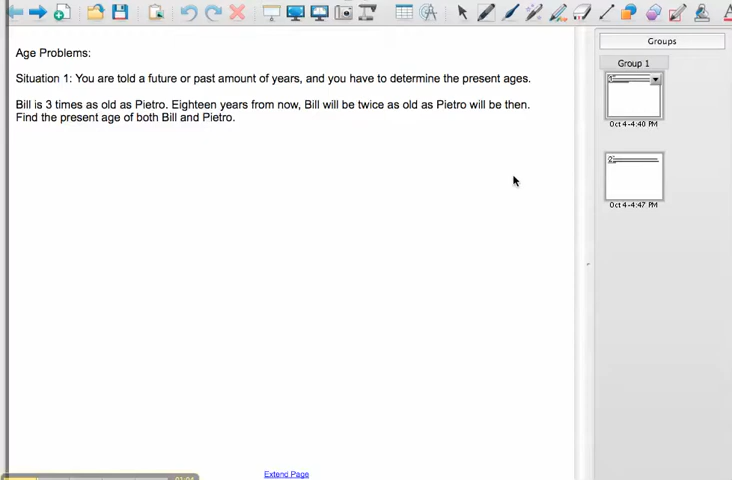 Groups
Group 1
Oct 4-4:40 PM
Oct 4-4:47 PM
Age Problems:
Situation 1: You are told a future or past amount of years, and you have to determine the present ages.
Bill is 3 times as old as Pietro. Eighteen years from now, Bill will be twice as old as Pietro will be then.
Find the present age of both Bill and Pietro.
Extend Page